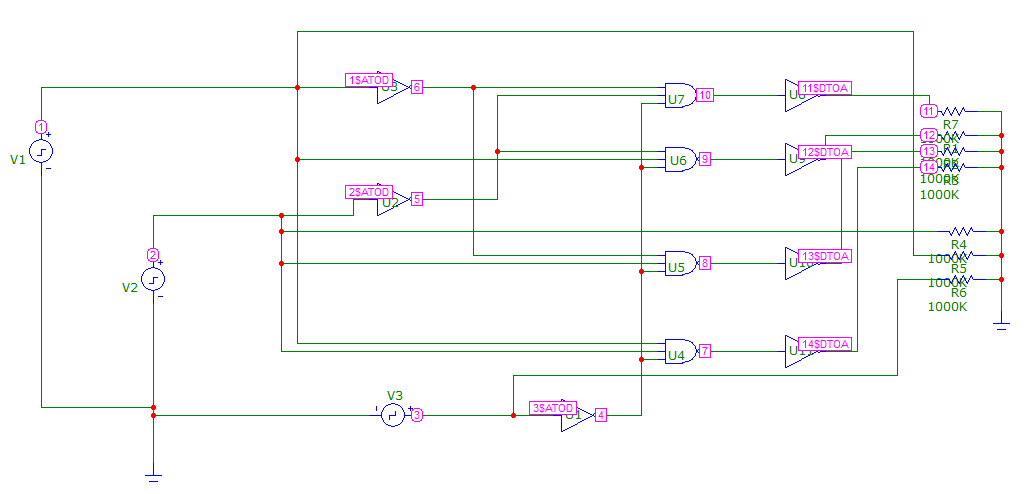 1$ATOD
U3
6
11$DTOA
U7
10
11
1
V1
R7
12
12$DTOA
13
U6
9
14
1000K
2$ATOD
5
U2
2
R4
V2
13$DTOA
1000K
U5
8
R5
1000K
R6
1000K
14$DTOA
U4
7
V3
3
3$ATOD
4